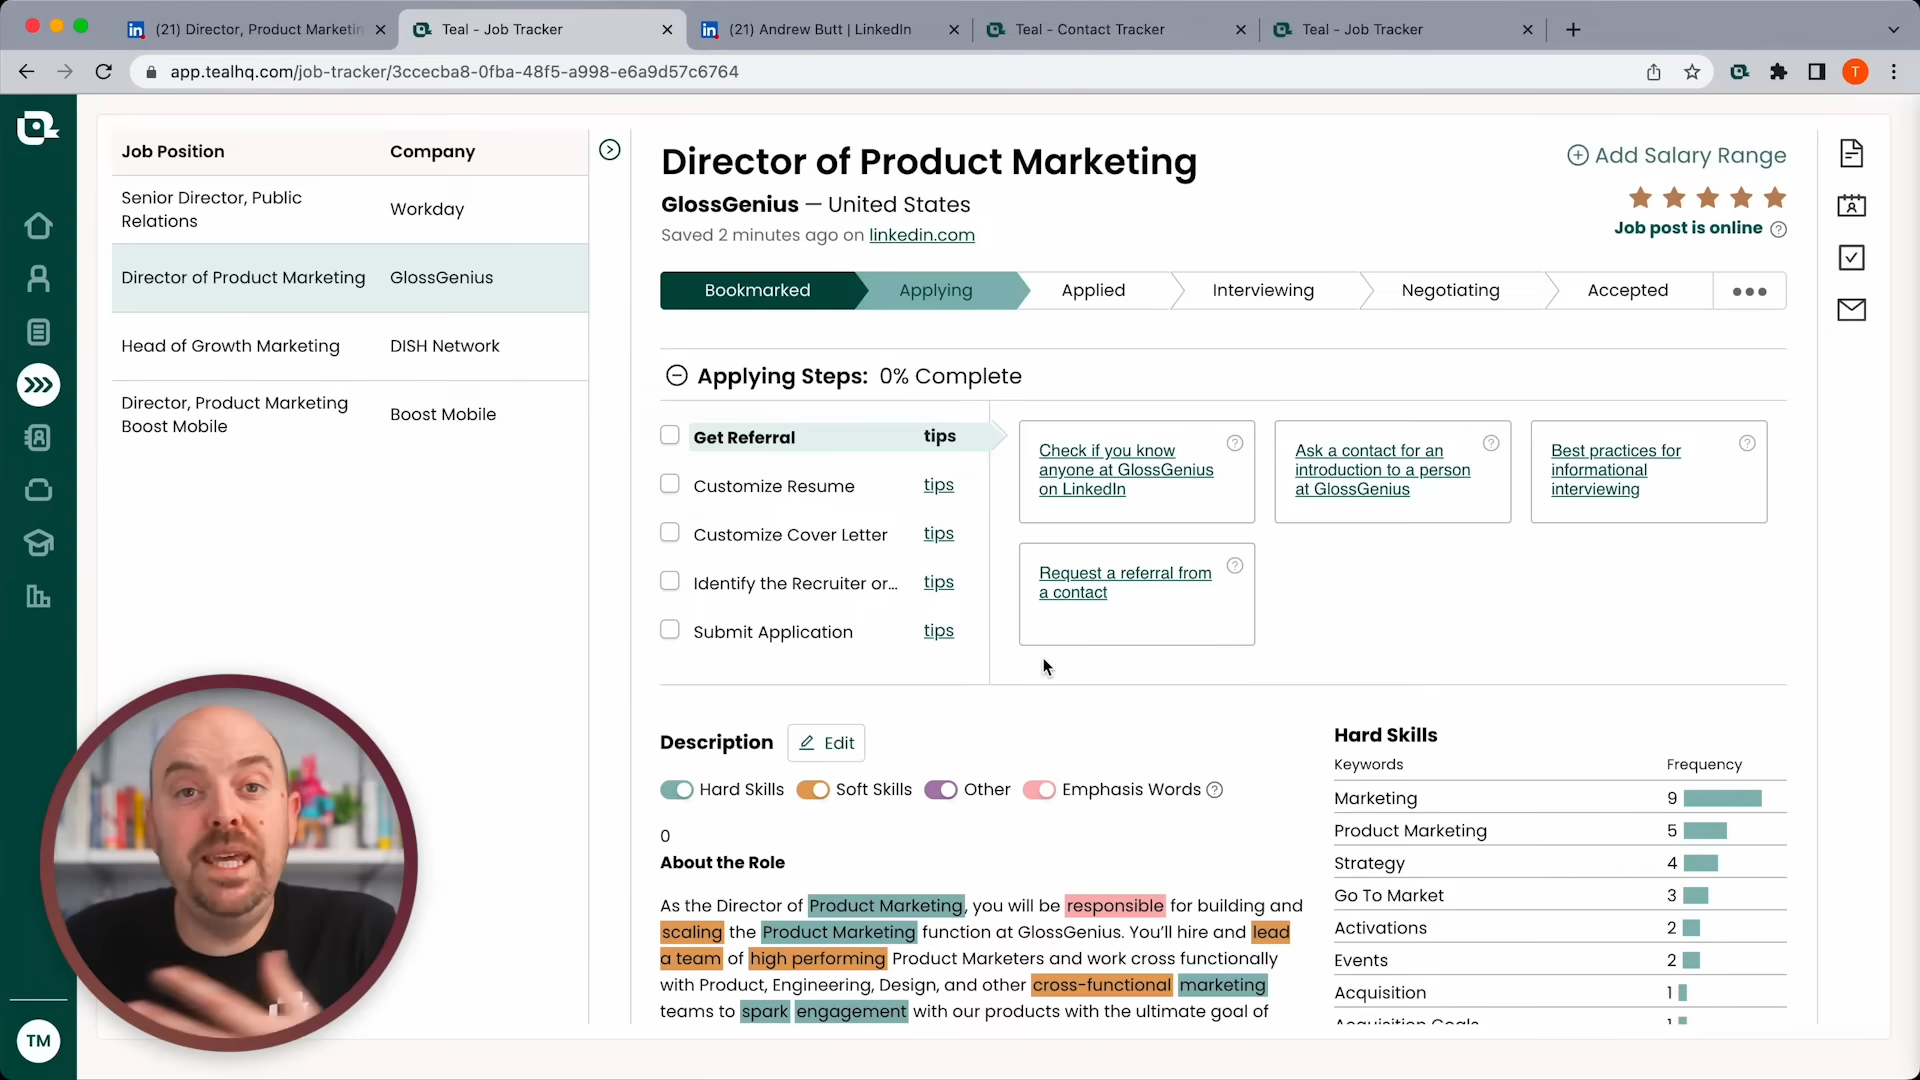 (21) Director, Product Marketin
Teal - Job Tracker
(21) Andrew Butt | LinkedIn
Teal - Contact Tracker
Teal - Job Tracker
app.tealhq.com/job-tracker/3ccecba8-0fba-48f5-a998-e6a9d57c6764
T
Job Position Company
Senior Director, Public
Relations
Workday
Director of Product Marketing GlossGenius
Head of Growth Marketing DISH Network
Director, Product Marketing
Boost Mobile
Boost Mobile
Director of Product Marketing
Add Salary Range
GlossGenius — United States
Saved 2 minutes ago on linkedin.com
Job post is online
Bookmarked Applying Applied Interviewing Negotiating Accepted
Applying Steps: 0% Complete
Get Referral tips
Customize Resume tips
Customize Cover Letter tips
Identify the Recruiter or... tips
Submit Application tips
Check if you know
anyone at GlossGenius
on LinkedIn
Ask a contact for an
introduction to a person
at GlossGenius
Best practices for
informational
interviewing
Request a referral from
a contact
Description Edit
Hard Skills Soft Skills Other Emphasis Words
0
About the Role
As the Director of Product Marketing, you will be responsible for building and
scaling the Product Marketing function at GlossGenius. You'll hire and lead
a team of high performing Product Marketers and work cross functionally
with Product, Engineering, Design, and other cross-functional marketing
teams to spark engagement with our products with the ultimate goal of
Hard Skills
Keywords Frequency
Marketing 9
Product Marketing 5
Strategy 4
Go To Market 3
Activations 2
Events 2
Acquisition 1
Acquisition Goals 1
TM